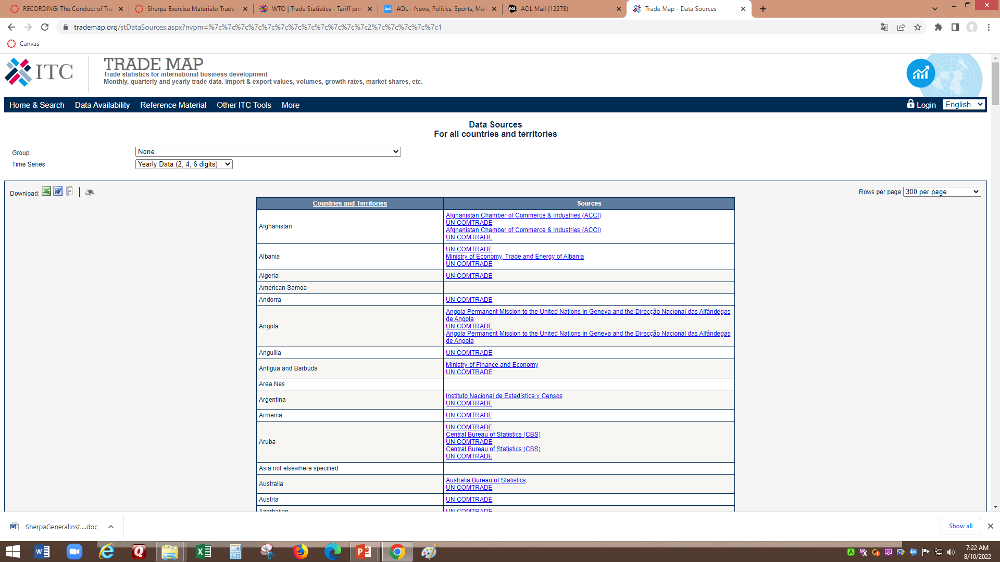 RECORDING: The Conduct of Tra
Sherpa Exercise Materials: Trade
WTO | Trade Statistics - Tariff pro
AOL - News, Politics, Sports, Mail
AOL Mail (12278)
Trade Map - Data Sources
trademap.org/stDataSources.aspx?nvpm=%7c%7c%7c%7c%7c%7c%7c%7c%7c%7c%7c%7c2%7c%7c%7c%7c%7c1
Canvas
ITC
TRADE MAP
Trade statistics for international business development
Monthly, quarterly and yearly trade data. Import & export values, volumes, growth rates, market shares, etc.
Home & Search Data Availability Reference Material Other ITC Tools More Login English
Data Sources
For all countries and territories
Group None
Time Series Yearly Data (2, 4, 6 digits)
Download: Rows per page 300 per page
Countries and Territories Sources
Afghanistan
Afghanistan Chamber of Commerce & Industries (ACCI)
UN COMTRADE
Afghanistan Chamber of Commerce & Industries (ACCI)
UN COMTRADE
Albania
UN COMTRADE
Ministry of Economy, Trade and Energy of Albania
UN COMTRADE
Algeria UN COMTRADE
American Samoa
Andorra UN COMTRADE
Angola
Angola Permanent Mission to the United Nations in Geneva and the Direcção Nacional das Alfândegas
de Angola
UN COMTRADE
Angola Permanent Mission to the United Nations in Geneva and the Direcção Nacional das Alfândegas
de Angola
Anguilla UN COMTRADE
Antigua and Barbuda
Ministry of Finance and Economy
UN COMTRADE
Area Nes
Argentina
Instituto Nacional de Estadística y Censos
UN COMTRADE
Armenia UN COMTRADE
Aruba
UN COMTRADE
Central Bureau of Statistics (CBS)
UN COMTRADE
Central Bureau of Statistics (CBS)
UN COMTRADE
Asia not elsewhere specified
Australia
Australia Bureau of Statistics
UN COMTRADE
Austria UN COMTRADE
Azerbaijan UN COMTRADE
SherpaGeneralInst....doc
Show all
7:22 AM
8/10/2022